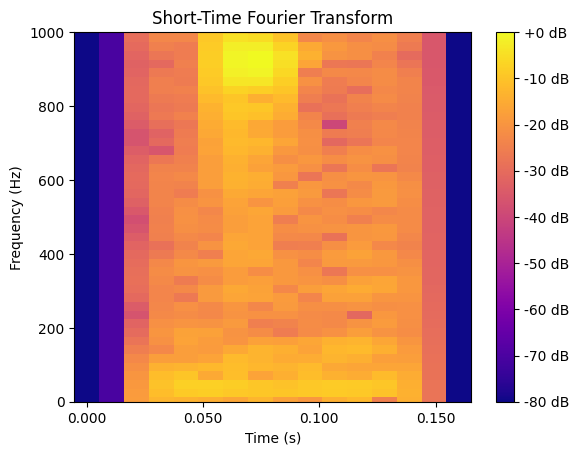 Short-Time Fourier Transform
1000
800
600
400
200
0
Frequency (Hz)
0.000
0.050
0.100
0.150
Time (s)
+0 dB
-10 dB
-20 dB
-30 dB
-40 dB
-50 dB
-60 dB
-70 dB
-80 dB